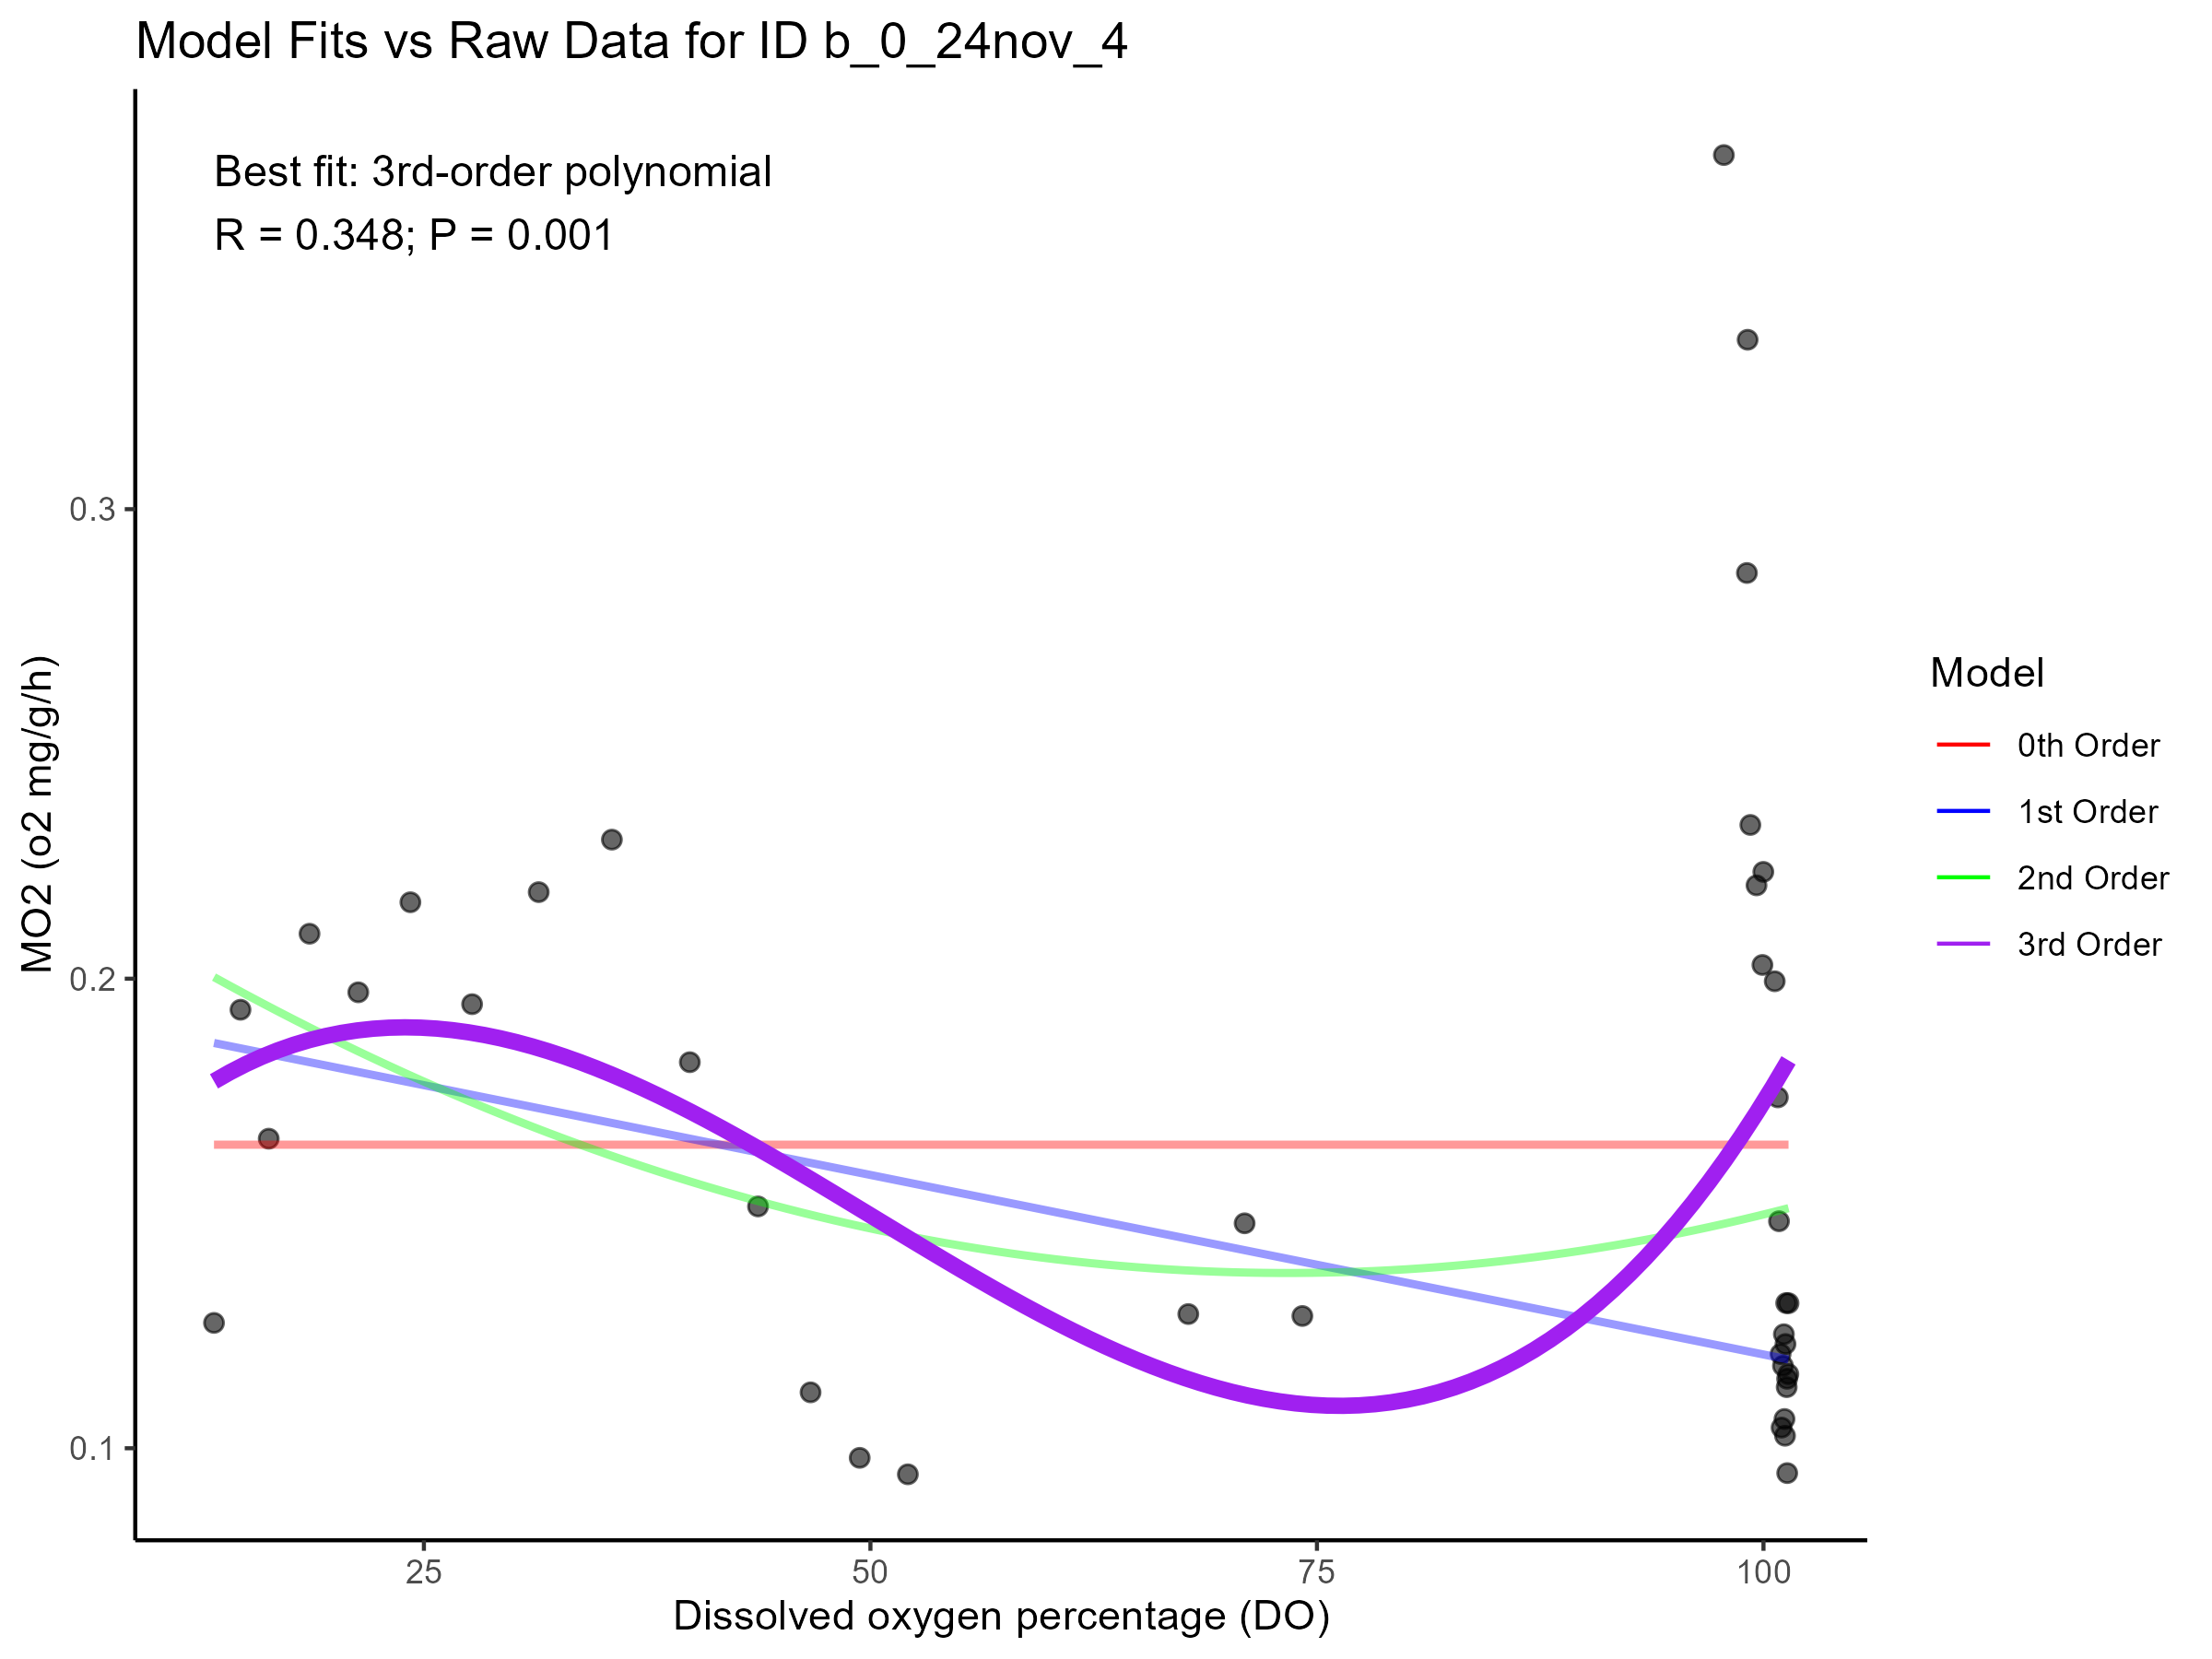 Model Fits vs Raw Data for ID b_0_24nov_4
Best fit: 3rd-order polynomial
R = 0.348; P = 0.001
MO2 (o2 mg/g/h)
0.3
0.2
0.1
25 50 75 100
Dissolved oxygen percentage (DO)
Model
0th Order
1st Order
2nd Order
3rd Order